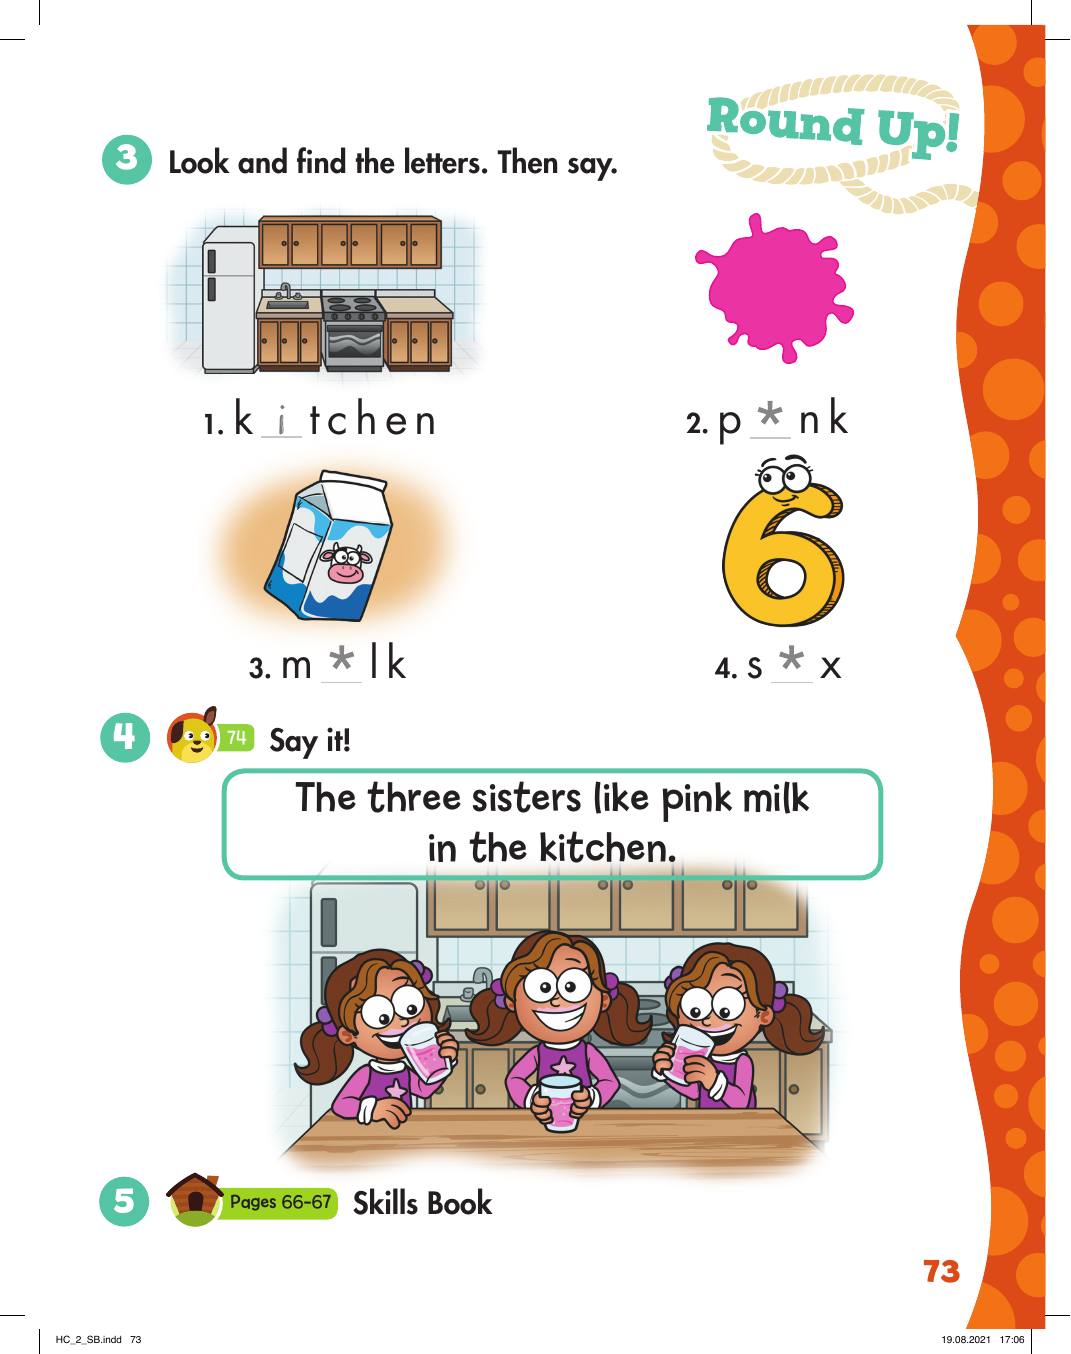 Round Up!
3 Look and find the letters. Then say.
1. k i tchen
2. p * nk
6
3. m * lk
4. s * x
4 74 Say it!
The three sisters like pink milk
in the kitchen.
5 Pages 66–67 Skills Book
73
HC_2_SB.indd 73
19.08.2021 17:06